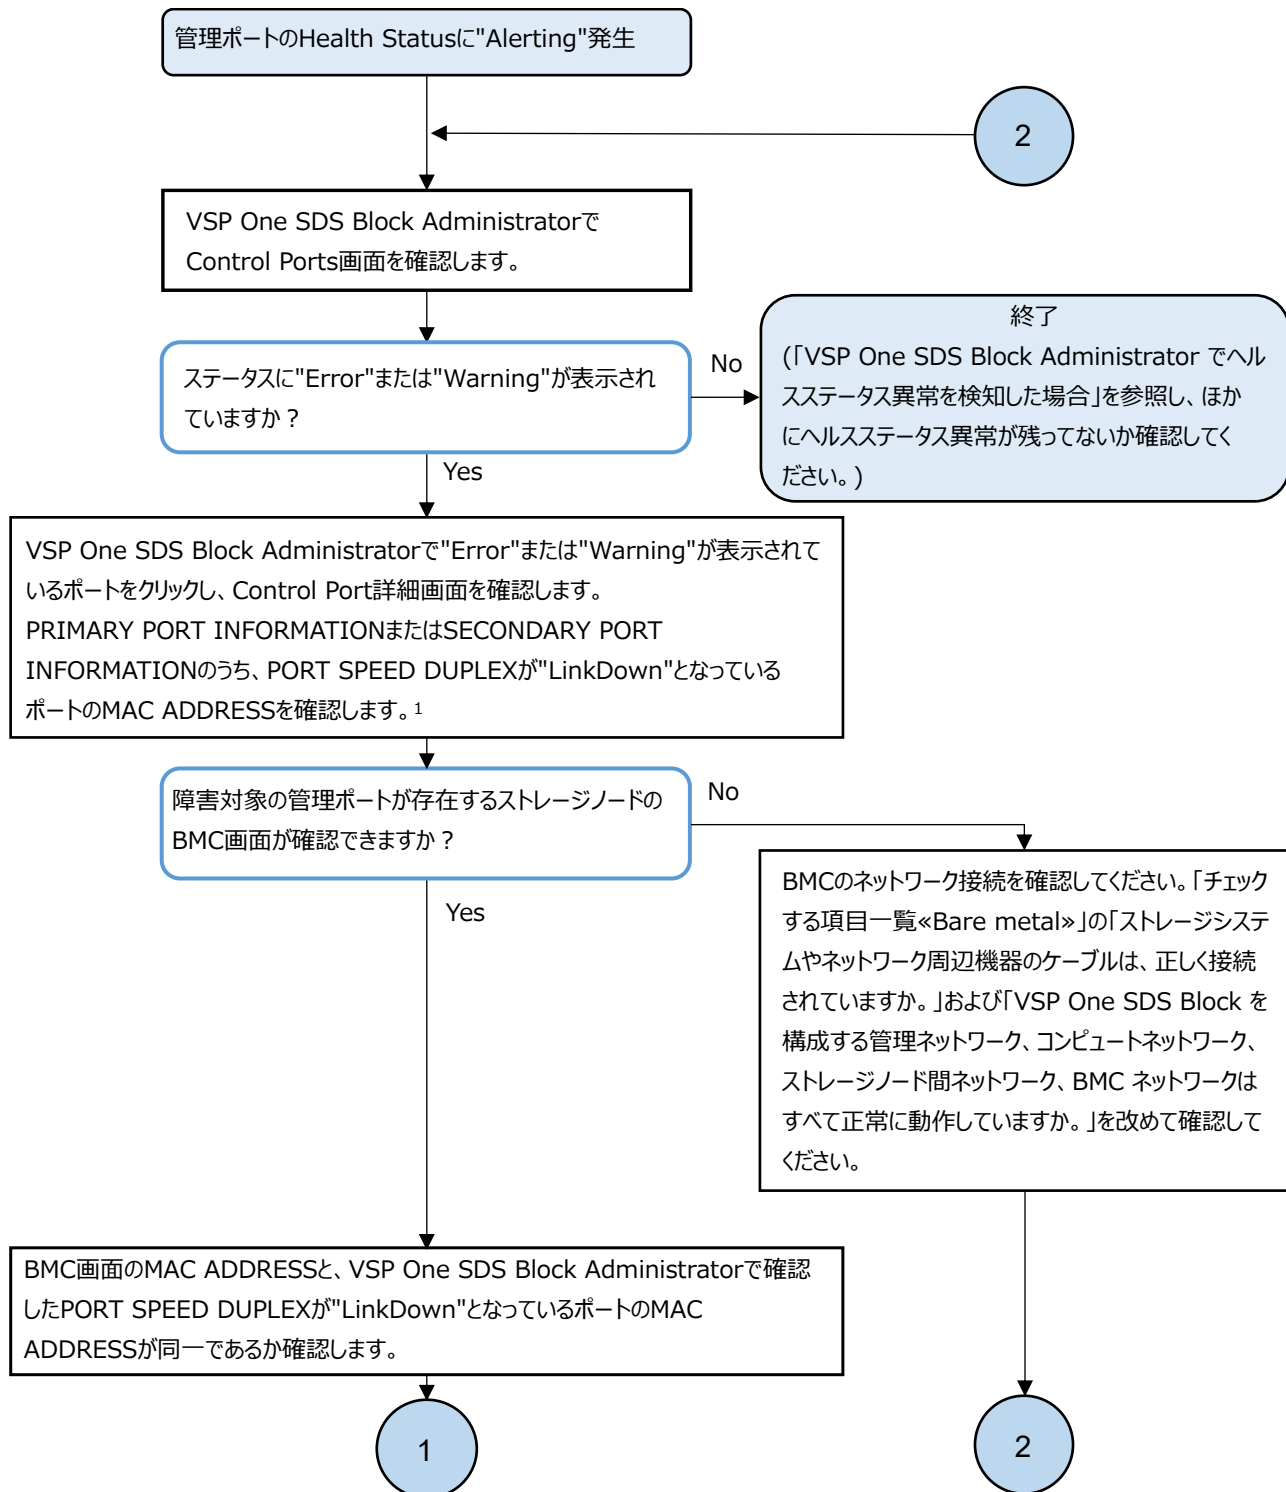 管理ポートのHealth Statusに"Alerting"発生
2
VSP One SDS Block Administratorで
Control Ports画面を確認します。
終了
(「VSP One SDS Block Administrator でヘル
スステータス異常を検知した場合」を参照し、ほか
にヘルスステータス異常が残ってないか確認してく
ださい。)
No
ステータスに"Error"または"Warning"が表示され
ていますか？
Yes
VSP One SDS Block Administratorで"Error"または"Warning"が表示されて
いるポートをクリックし、Control Port詳細画面を確認します。
PRIMARY PORT INFORMATIONまたはSECONDARY PORT
INFORMATIONのうち、PORT SPEED DUPLEXが"LinkDown"となっている
ポートのMAC ADDRESSを確認します。1
障害対象の管理ポートが存在するストレージノードの
BMC画面が確認できますか？
No
Yes
BMCのネットワーク接続を確認してください。「チェック
する項目一覧«Bare metal»」の「ストレージシステ
ムやネットワーク周辺機器のケーブルは、正しく接続
されていますか。」および「VSP One SDS Block を
構成する管理ネットワーク、コンピュートネットワーク、
ストレージノード間ネットワーク、BMC ネットワークは
すべて正常に動作していますか。」を改めて確認して
ください。
BMC画面のMAC ADDRESSと、VSP One SDS Block Administratorで確認
したPORT SPEED DUPLEXが"LinkDown"となっているポートのMAC
ADDRESSが同一であるか確認します。
1
2